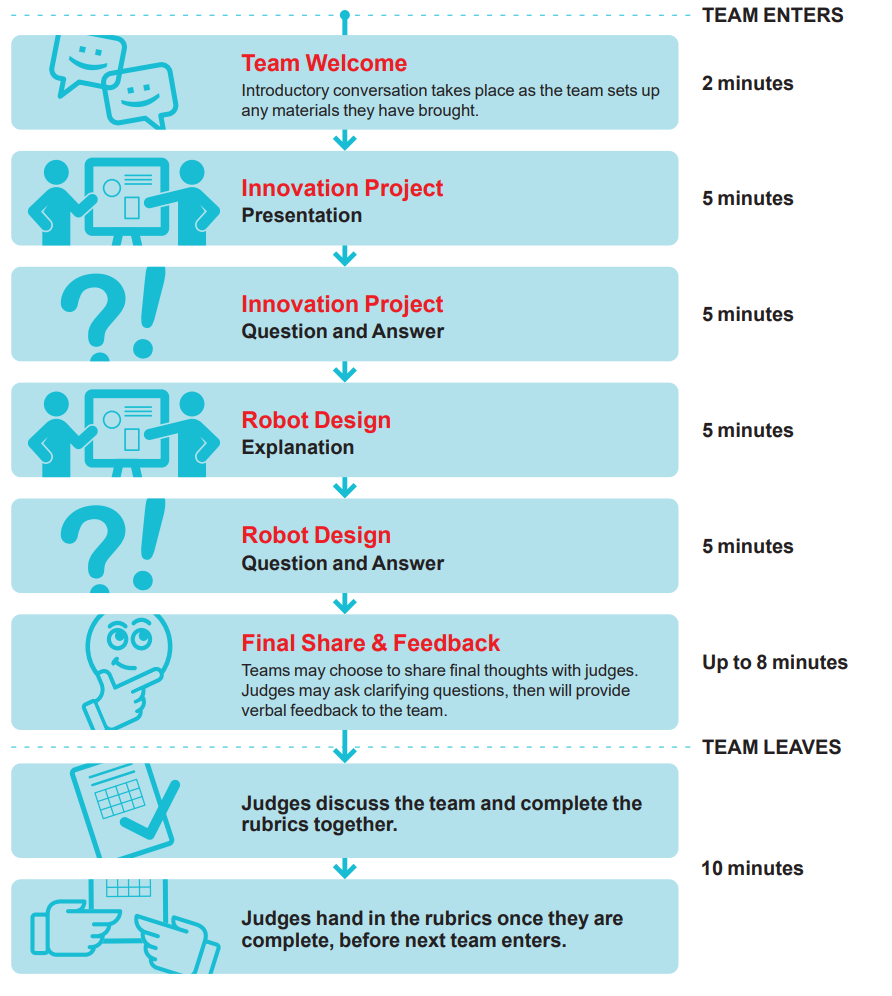 TEAM ENTERS
Team Welcome
Introductory conversation takes place as the team sets up
any materials they have brought.
2 minutes
Innovation Project
Presentation
5 minutes
Innovation Project
Question and Answer
5 minutes
Robot Design
Explanation
5 minutes
Robot Design
Question and Answer
5 minutes
Final Share & Feedback
Teams may choose to share final thoughts with judges.
Judges may ask clarifying questions, then will provide
verbal feedback to the team.
Up to 8 minutes
TEAM LEAVES
Judges discuss the team and complete the
rubrics together.
10 minutes
Judges hand in the rubrics once they are
complete, before next team enters.